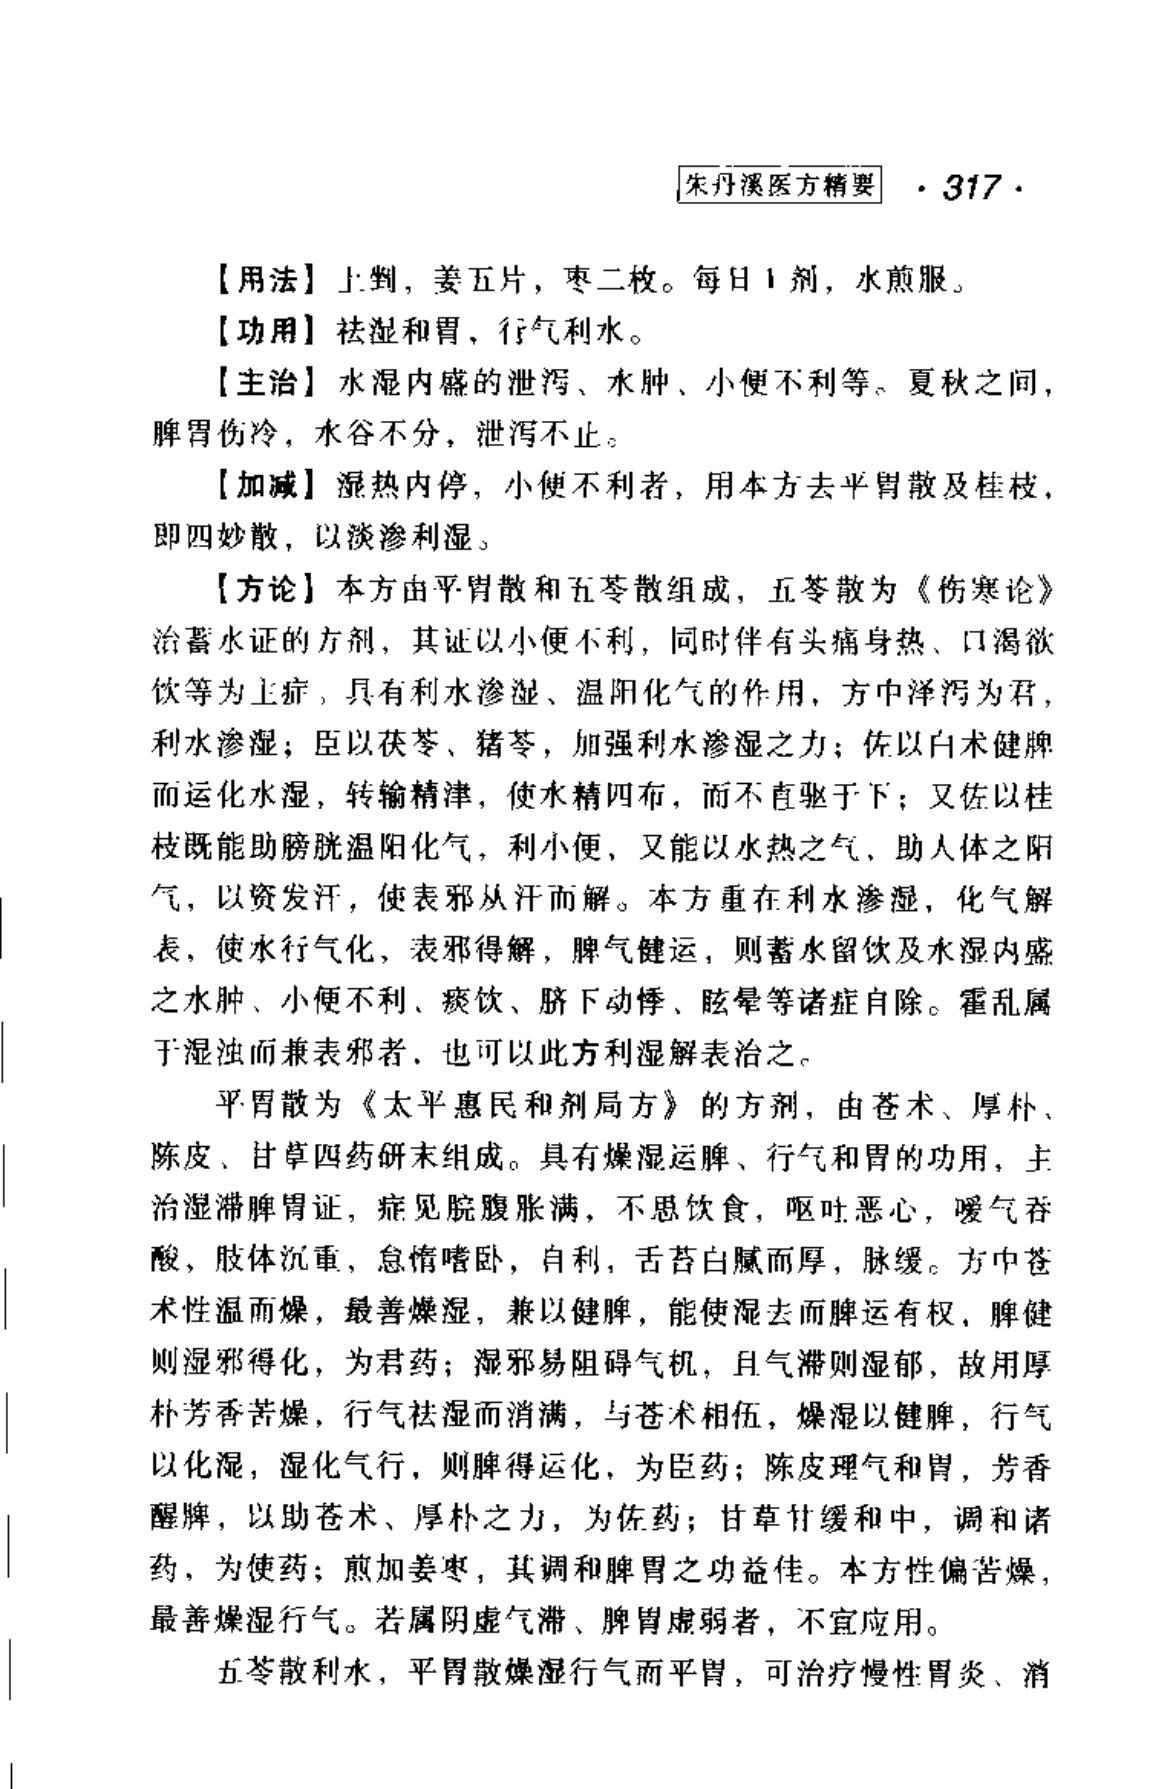 朱丹溪医方精要 ·317·
【用法】上剉，姜五片，枣二枚。每日1剂，水煎服。
【功用】祛湿和胃，行气利水。
【主治】水湿内盛的泄泻、水肿、小便不利等。夏秋之间，
脾胃伤冷，水谷不分，泄泻不止。
【加减】湿热内停，小便不利者，用本方去平胃散及桂枝，
即四妙散，以淡渗利湿。
【方论】本方由平胃散和五苓散组成，五苓散为《伤寒论》
治蓄水证的方剂，其证以小便不利，同时伴有头痛身热、口渴欲
饮等为主症。具有利水渗湿、温阳化气的作用，方中泽泻为君，
利水渗湿；臣以茯苓、猪苓，加强利水渗湿之力；佐以白术健脾
而运化水湿，转输精津，使水精四布，而不直驱于下；又佐以桂
枝既能助膀胱温阳化气，利小便，又能以水热之气，助人体之阳
气，以资发汗，使表邪从汗而解。本方重在利水渗湿，化气解
表，使水行气化，表邪得解，脾气健运，则蓄水留饮及水湿内盛
之水肿、小便不利、痰饮、脐下动悸、眩晕等诸症自除。霍乱属
于湿浊而兼表邪者，也可以此方利湿解表治之。
平胃散为《太平惠民和剂局方》的方剂，由苍术、厚朴、
陈皮、甘草四药研末组成。具有燥湿运脾、行气和胃的功用，主
治湿滞脾胃证，症见脘腹胀满，不思饮食，呕吐恶心，嗳气吞
酸，肢体沉重，怠惰嗜卧，自利，舌苔白腻而厚，脉缓。方中苍
术性温而燥，最善燥湿，兼以健脾，能使湿去而脾运有权，脾健
则湿邪得化，为君药；湿邪易阻碍气机，且气滞则湿郁，故用厚
朴芳香苦燥，行气祛湿而消满，与苍术相伍，燥湿以健脾，行气
以化湿，湿化气行，则脾得运化，为臣药；陈皮理气和胃，芳香
醒脾，以助苍术、厚朴之力，为佐药；甘草甘缓和中，调和诸
药，为使药；煎加姜枣，其调和脾胃之功益佳。本方性偏苦燥，
最善燥湿行气。若属阴虚气滞、脾胃虚弱者，不宜应用。
五苓散利水，平胃散燥湿行气而平胃，可治疗慢性胃炎、消